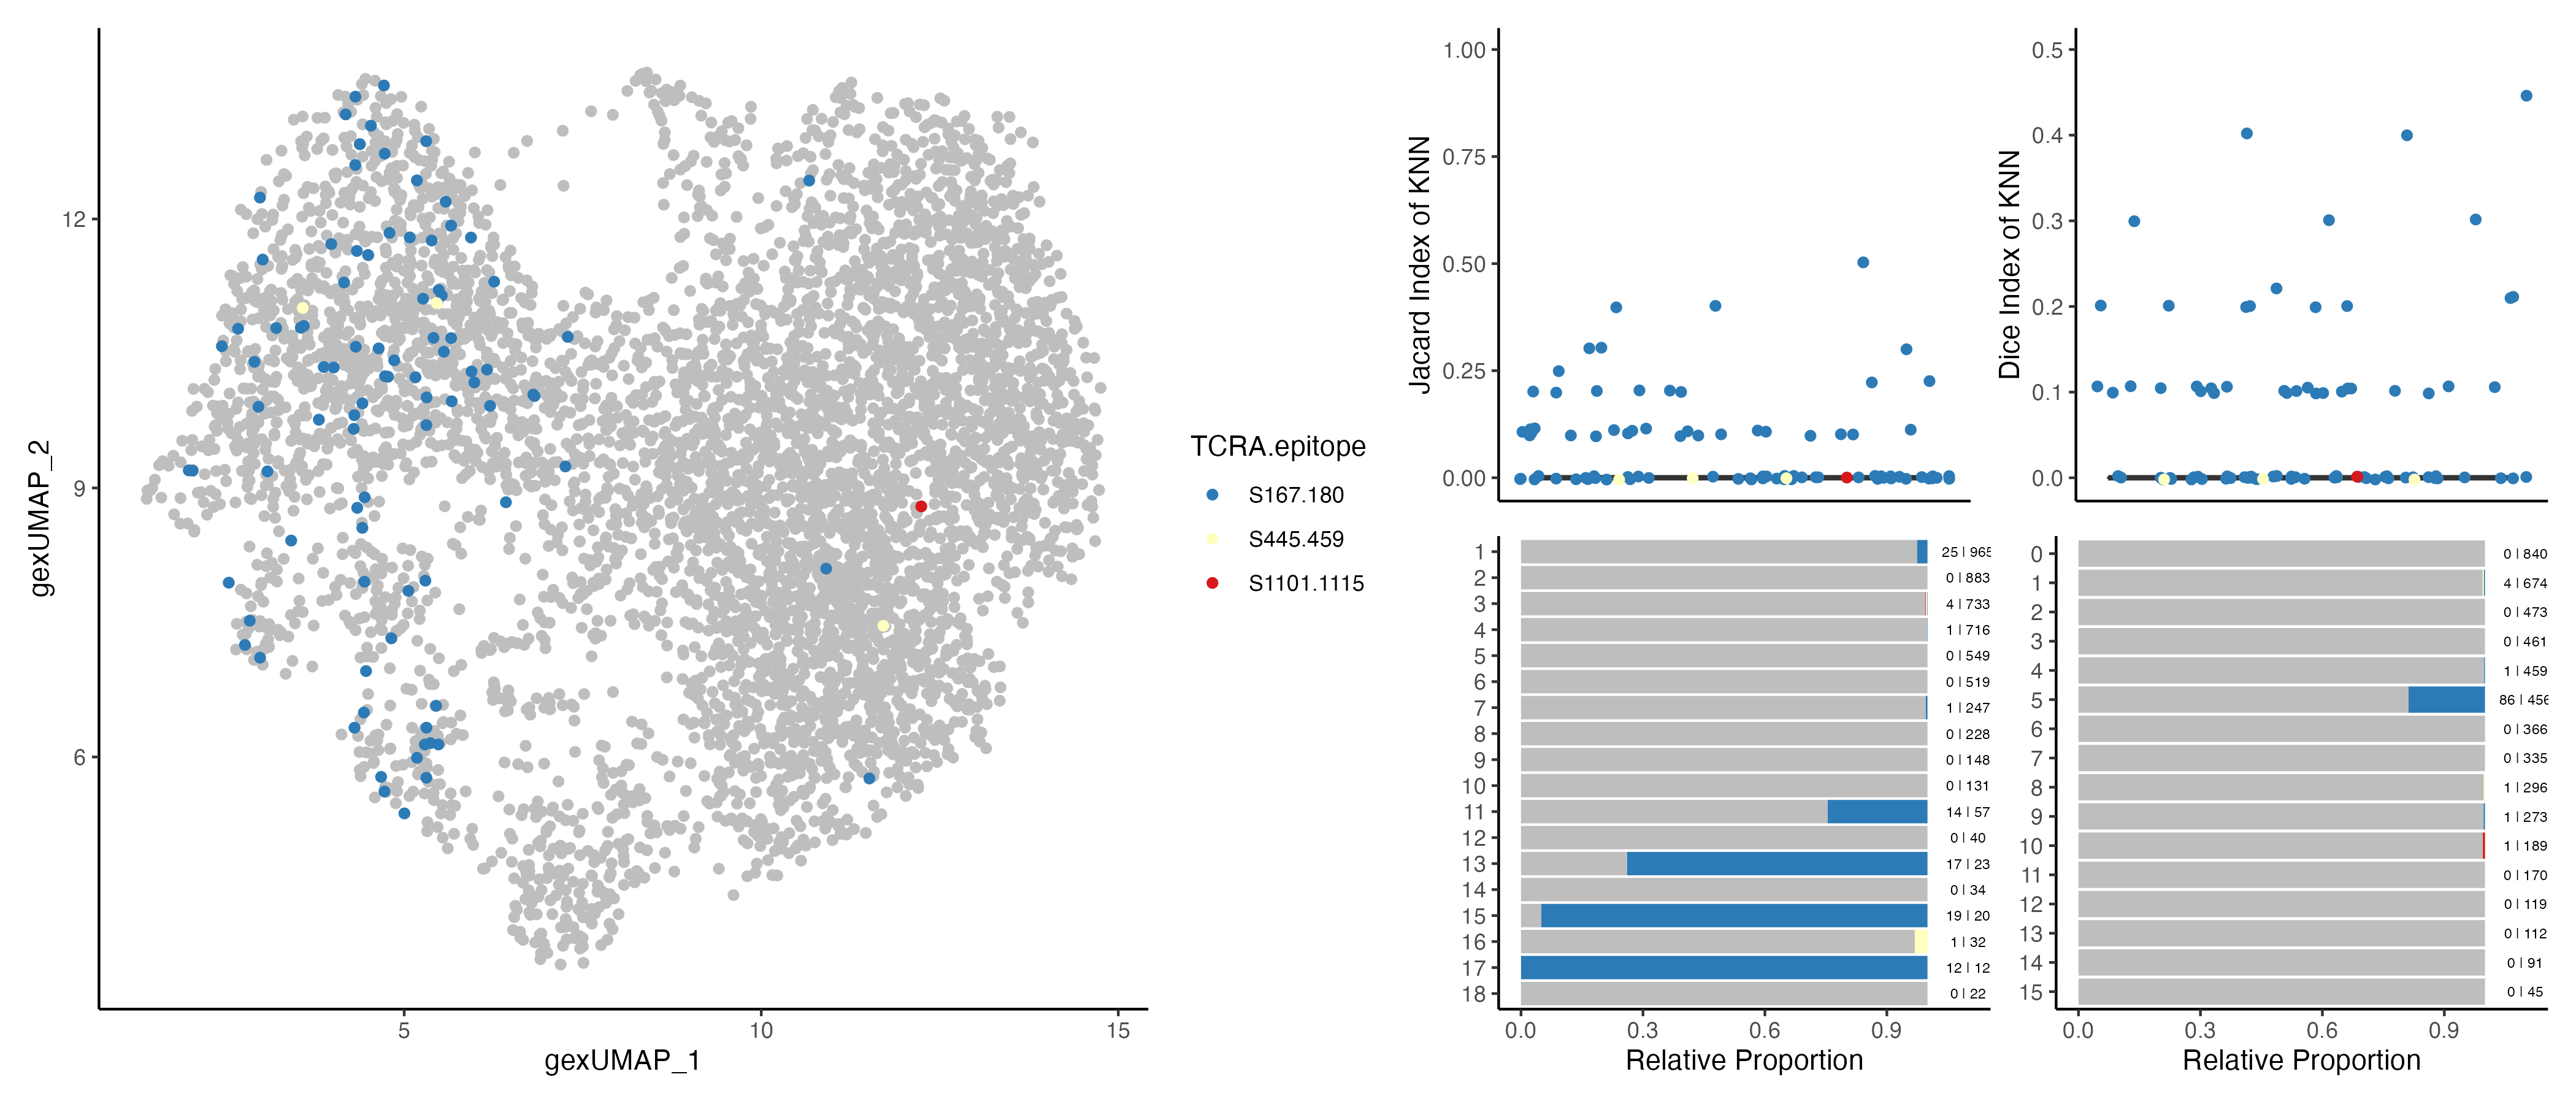 gexUMAP_2
12
9
6
5
10
15
gexUMAP_1
TCRA.epitope
S167.180
S445.459
S1101.1115
Jacard Index of KNN
1.00
0.75
0.50
0.25
0.00
Dice Index of KNN
0.5
0.4
0.3
0.2
0.1
0.0
1 25 | 965
2 0 | 883
3 4 | 733
4 1 | 716
5 0 | 549
6 0 | 519
7 1 | 247
8 0 | 228
9 0 | 148
10 0 | 131
11 14 | 57
12 0 | 40
13 17 | 23
14 0 | 34
15 19 | 20
16 1 | 32
17 12 | 12
18 0 | 22
0.0 0.3 0.6 0.9
Relative Proportion
0 0 | 840
1 4 | 674
2 0 | 473
3 0 | 461
4 1 | 459
5 86 | 456
6 0 | 366
7 0 | 335
8 1 | 296
9 1 | 273
10 1 | 189
11 0 | 170
12 0 | 119
13 0 | 112
14 0 | 91
15 0 | 45
0.0 0.3 0.6 0.9
Relative Proportion